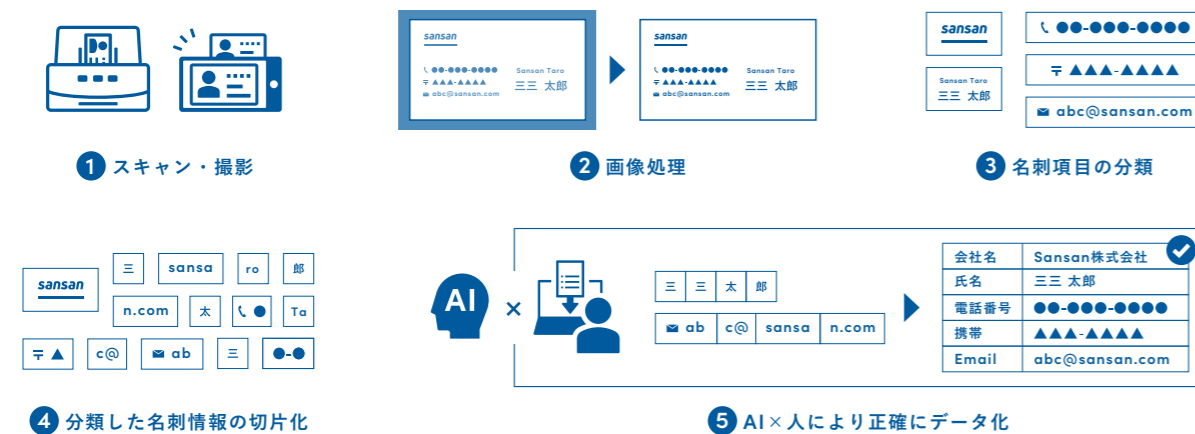 ❶ スキャン・撮影
sansan
●●-●●●-●●●●
〒 ▲▲▲-▲▲▲▲
abc@sansan.com
Sansan Taro
三三 太郎
sansan
●●-●●●-●●●●
〒 ▲▲▲-▲▲▲▲
abc@sansan.com
Sansan Taro
三三 太郎
❷ 画像処理
sansan
Sansan Taro
三三 太郎
●●-●●●-●●●●
〒 ▲▲▲-▲▲▲▲
abc@sansan.com
❸ 名刺項目の分類
sansan
三 sansa ro 郎
n.com 太 ● Ta
〒 ▲ c@ ab 三 ●-●
❹ 分類した名刺情報の切片化
AI ×
三 三 太 郎
ab c@ sansa n.com
会社名 Sansan株式会社
氏名 三三 太郎
電話番号 ●●-●●●-●●●●
携帯 ▲▲▲-▲▲▲▲
Email abc@sansan.com
❺ AI×人により正確にデータ化